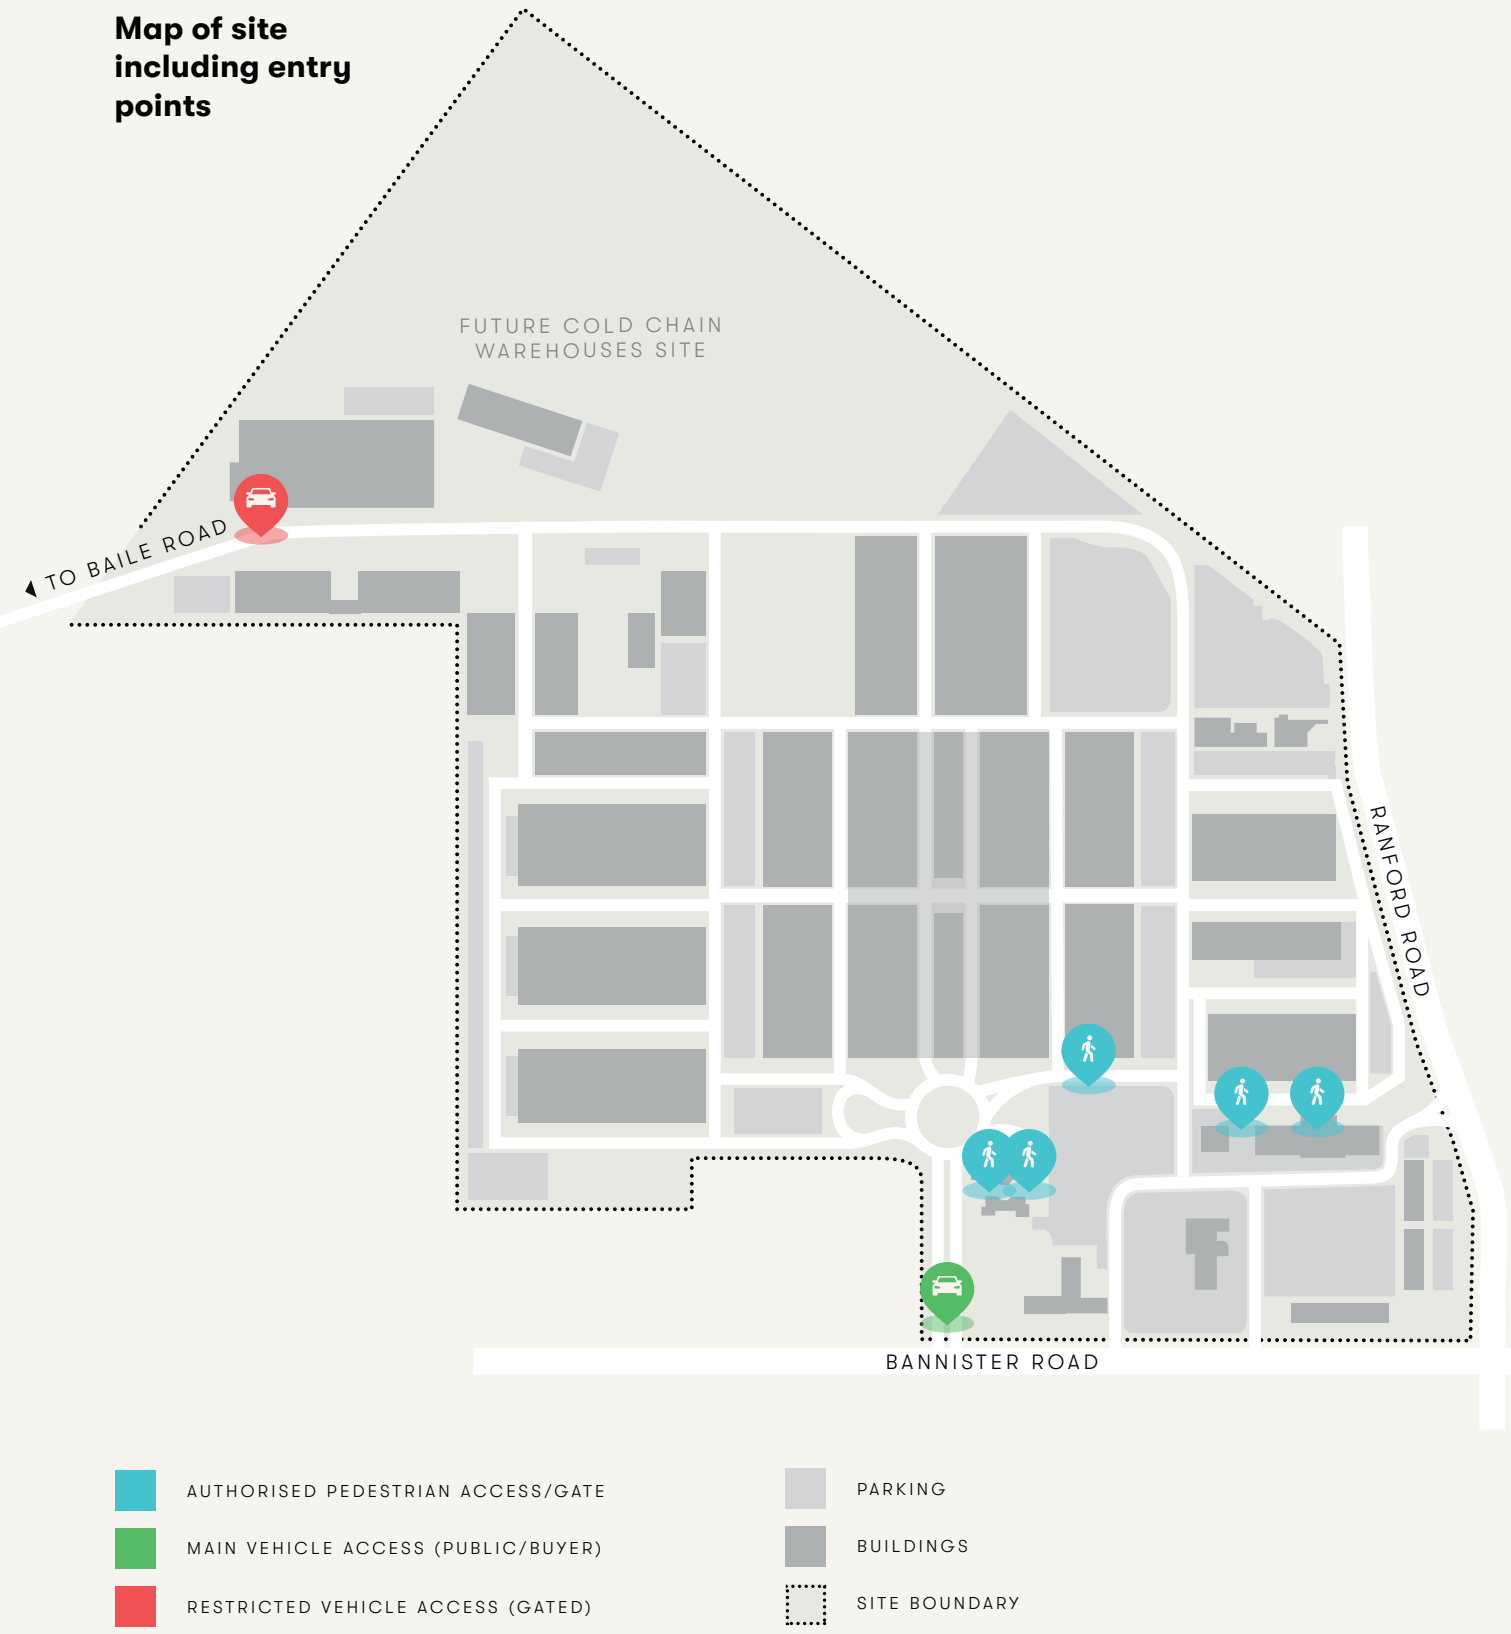 Map of site
including entry
points
FUTURE COLD CHAIN
WAREHOUSES SITE
TO BAILE ROAD
RANFORD ROAD
BANNISTER ROAD
AUTHORISED PEDESTRIAN ACCESS/GATE
MAIN VEHICLE ACCESS (PUBLIC/BUYER)
RESTRICTED VEHICLE ACCESS (GATED)
PARKING
BUILDINGS
SITE BOUNDARY